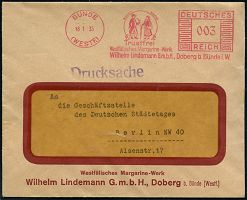 BÜNDE
18.1.35
(WESTF)
DEUTSCHES
003
REICH
Trustfrei
Westfälisches Margarine-Werk
Wilhelm Lindemann G.m.b.H., Doberg b. Bünde i. W.
Drucksache
An
die Geschäftsstelle
des Deutschen Städtetages
Berlin NW 40
Alsenstr.17
Westfälisches Margarine-Werk
Wilhelm Lindemann G. m. b. H., Doberg b. Bünde (Westf.)